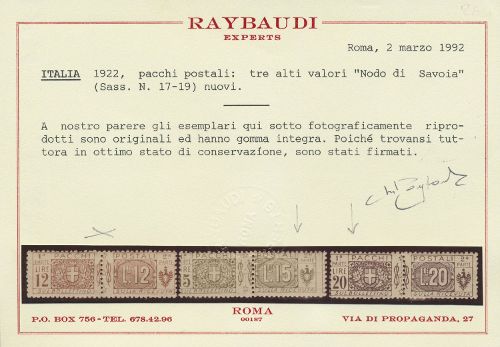 RAYBAUDI
EXPERTS
Roma, 2 marzo 1992
ITALIA 1922, pacchi postali: tre alti valori "Nodo di Savoia"
(Sass. N. 17-19) nuovi.
A nostro parere gli esemplari qui sotto fotograficamente ripro-
dotti sono originali ed hanno gomma integra. Poiché trovansi tut-
tora in ottimo stato di conservazione, sono stati firmati.
LIRE 12 L.12
LIRE L.15
LIRE 20 L.20
ROMA
00187
P.O. BOX 756 - TEL. 678.42.96
VIA DI PROPAGANDA, 27